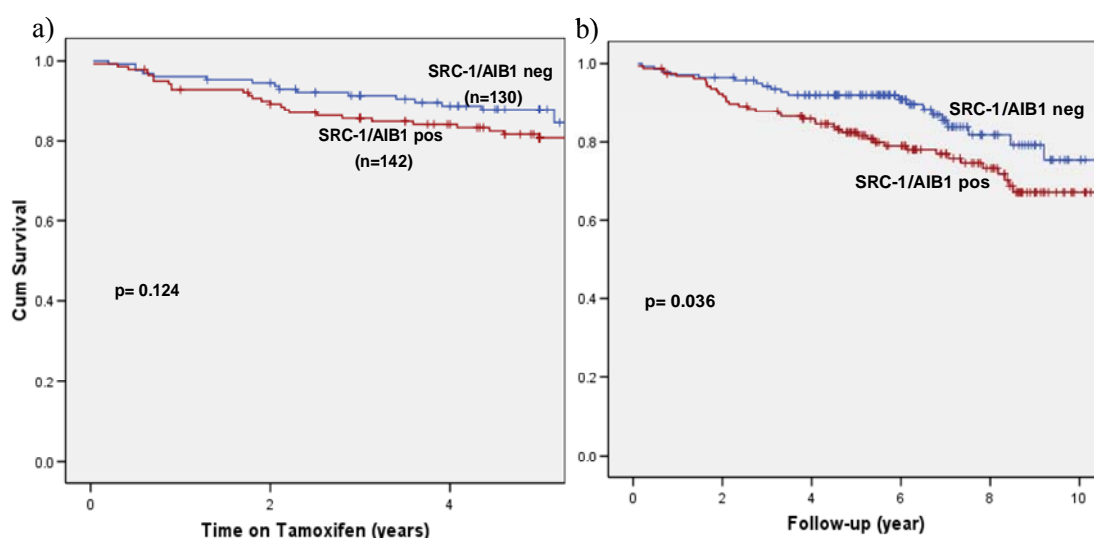 a)
Cum Survival
1.0
0.8
0.6
0.4
0.2
0.0
SRC-1/AIB1 neg
(n=130)
SRC-1/AIB1 pos
(n=142)
p= 0.124
0
2
4
Time on Tamoxifen (years)
b)
1.0
0.8
0.6
0.4
0.2
0.0
SRC-1/AIB1 neg
SRC-1/AIB1 pos
p= 0.036
0
2
4
6
8
10
Follow-up (year)